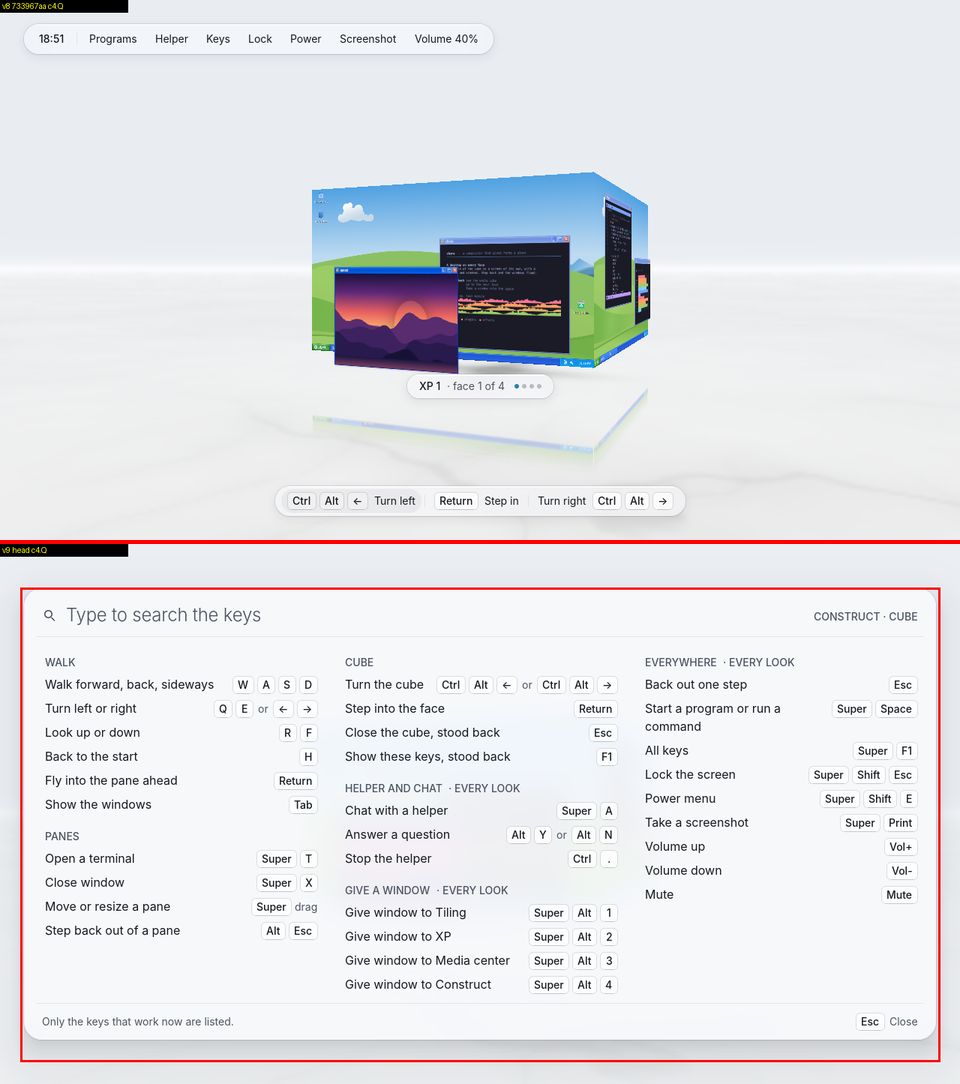 v8 733967aa c4.Q
18:51 Programs Helper Keys Lock Power Screenshot Volume 40%
XP 1 · face 1 of 4
Ctrl Alt ← Turn left Return Step in Turn right Ctrl Alt →
v9 head c4.Q
Type to search the keys
CONSTRUCT · CUBE
WALK
Walk forward, back, sideways W A S D
Turn left or right Q E or ← →
Look up or down R F
Back to the start H
Fly into the pane ahead Return
Show the windows Tab
PANES
Open a terminal Super T
Close window Super X
Move or resize a pane Super drag
Step back out of a pane Alt Esc
CUBE
Turn the cube Ctrl Alt ← or Ctrl Alt →
Step into the face Return
Close the cube, stood back Esc
Show these keys, stood back F1
HELPER AND CHAT · EVERY LOOK
Chat with a helper Super A
Answer a question Alt Y or Alt N
Stop the helper Ctrl .
GIVE A WINDOW · EVERY LOOK
Give window to Tiling Super Alt 1
Give window to XP Super Alt 2
Give window to Media center Super Alt 3
Give window to Construct Super Alt 4
EVERYWHERE · EVERY LOOK
Back out one step Esc
Start a program or run a Super Space
command
All keys Super F1
Lock the screen Super Shift Esc
Power menu Super Shift E
Take a screenshot Super Print
Volume up Vol+
Volume down Vol-
Mute Mute
Only the keys that work now are listed.
Esc Close